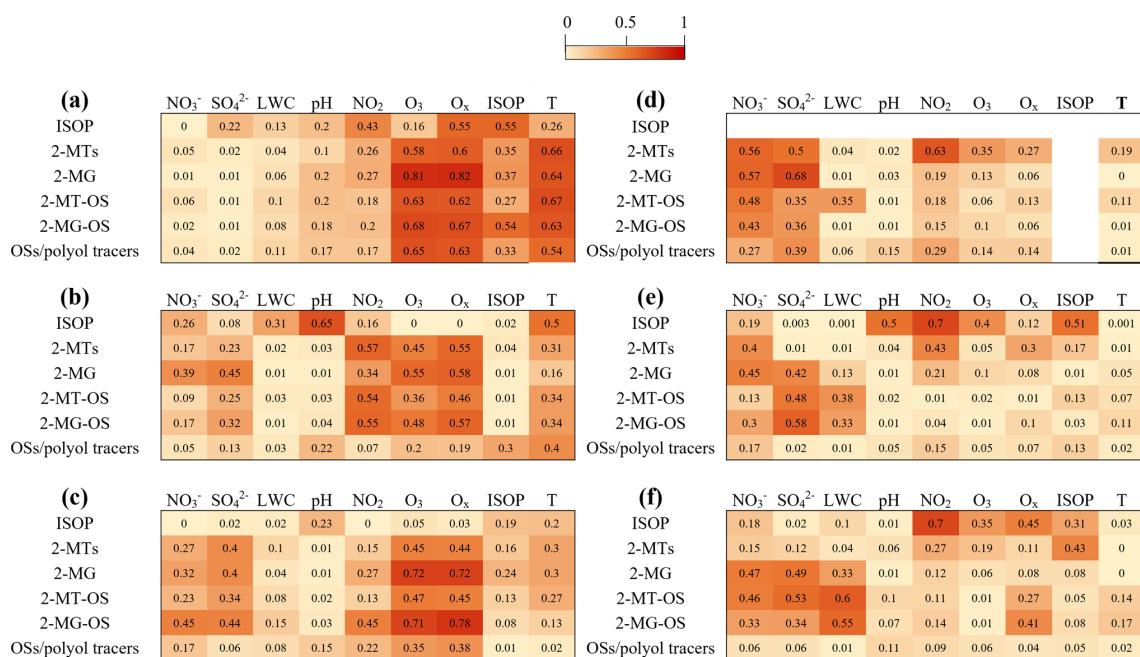 0 0.5 1
(a) NO₃⁻ SO₄²⁻ LWC pH NO₂ O₃ Oₓ ISOP T
ISOP 0 0.22 0.13 0.2 0.43 0.16 0.55 0.55 0.26
2-MTs 0.05 0.02 0.04 0.1 0.26 0.58 0.6 0.35 0.66
2-MG 0.01 0.01 0.06 0.2 0.27 0.81 0.82 0.37 0.64
2-MT-OS 0.06 0.01 0.1 0.2 0.18 0.63 0.62 0.27 0.67
2-MG-OS 0.02 0.01 0.08 0.18 0.2 0.68 0.67 0.54 0.63
OSs/polyol tracers 0.04 0.02 0.11 0.17 0.17 0.65 0.63 0.33 0.54
(b) NO₃⁻ SO₄²⁻ LWC pH NO₂ O₃ Oₓ ISOP T
ISOP 0.26 0.08 0.31 0.65 0.16 0 0 0.02 0.5
2-MTs 0.17 0.23 0.02 0.03 0.57 0.45 0.55 0.04 0.31
2-MG 0.39 0.45 0.01 0.01 0.34 0.55 0.58 0.01 0.16
2-MT-OS 0.09 0.25 0.03 0.03 0.54 0.36 0.46 0.01 0.34
2-MG-OS 0.17 0.32 0.01 0.04 0.55 0.48 0.57 0.01 0.34
OSs/polyol tracers 0.05 0.13 0.03 0.22 0.07 0.2 0.19 0.3 0.4
(c) NO₃⁻ SO₄²⁻ LWC pH NO₂ O₃ Oₓ ISOP T
ISOP 0 0.02 0.02 0.23 0 0.05 0.03 0.19 0.2
2-MTs 0.27 0.4 0.1 0.01 0.15 0.45 0.44 0.16 0.3
2-MG 0.32 0.4 0.04 0.01 0.27 0.72 0.72 0.24 0.3
2-MT-OS 0.23 0.34 0.08 0.02 0.13 0.47 0.45 0.13 0.27
2-MG-OS 0.45 0.44 0.15 0.03 0.45 0.71 0.78 0.08 0.13
OSs/polyol tracers 0.17 0.06 0.08 0.15 0.22 0.35 0.38 0.01 0.02
(d) NO₃⁻ SO₄²⁻ LWC pH NO₂ O₃ Oₓ ISOP T
ISOP
2-MTs 0.56 0.5 0.04 0.02 0.63 0.35 0.27 0.19
2-MG 0.57 0.68 0.01 0.03 0.19 0.13 0.06 0
2-MT-OS 0.48 0.35 0.35 0.01 0.18 0.06 0.13 0.11
2-MG-OS 0.43 0.36 0.01 0.01 0.15 0.1 0.06 0.01
OSs/polyol tracers 0.27 0.39 0.06 0.15 0.29 0.14 0.14 0.01
(e) NO₃⁻ SO₄²⁻ LWC pH NO₂ O₃ Oₓ ISOP T
ISOP 0.19 0.003 0.001 0.5 0.7 0.4 0.12 0.51 0.001
2-MTs 0.4 0.01 0.01 0.04 0.43 0.05 0.3 0.17 0.01
2-MG 0.45 0.42 0.13 0.01 0.21 0.1 0.08 0.01 0.05
2-MT-OS 0.13 0.48 0.38 0.02 0.01 0.02 0.01 0.13 0.07
2-MG-OS 0.3 0.58 0.33 0.01 0.04 0.01 0.1 0.03 0.11
OSs/polyol tracers 0.17 0.02 0.01 0.05 0.15 0.05 0.07 0.13 0.02
(f) NO₃⁻ SO₄²⁻ LWC pH NO₂ O₃ Oₓ ISOP T
ISOP 0.18 0.02 0.1 0.01 0.7 0.35 0.45 0.31 0.03
2-MTs 0.15 0.12 0.04 0.06 0.27 0.19 0.11 0.43 0
2-MG 0.47 0.49 0.33 0.01 0.12 0.06 0.08 0.08 0
2-MT-OS 0.46 0.53 0.6 0.1 0.11 0.01 0.27 0.05 0.14
2-MG-OS 0.33 0.34 0.55 0.07 0.14 0.01 0.41 0.08 0.17
OSs/polyol tracers 0.06 0.06 0.01 0.11 0.09 0.06 0.04 0.05 0.02